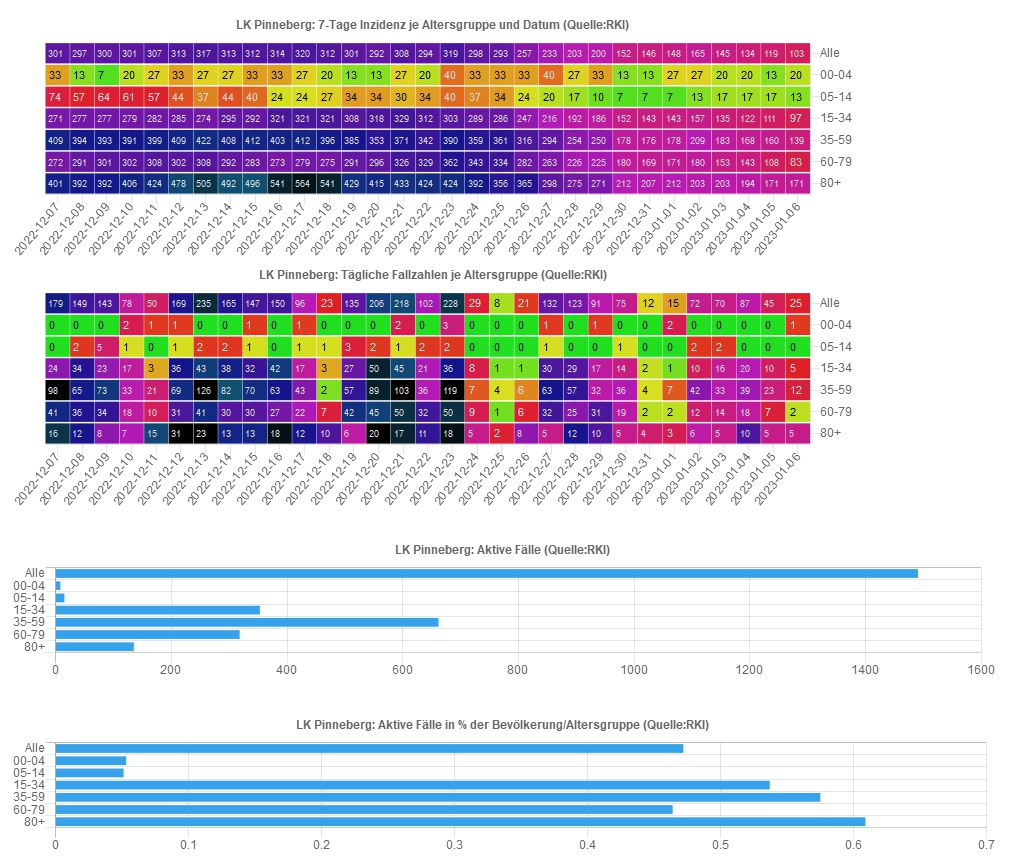 LK Pinneberg: 7-Tage Inzidenz je Altersgruppe und Datum (Quelle:RKI)
301 297 300 301 307 313 317 313 312 314 320 312 301 292 308 294 319 298 293 257 233 203 200 152 146 148 165 145 134 119 103 Alle
33 13 7 20 27 33 27 27 33 33 27 20 13 13 27 20 40 33 33 33 40 27 33 13 13 27 27 20 20 13 20 00-04
74 57 64 61 57 44 37 44 40 24 24 27 34 34 30 34 40 37 34 24 20 17 10 7 7 7 13 17 17 17 13 05-14
271 277 277 279 282 285 274 295 292 321 321 321 308 318 329 312 303 289 286 247 216 192 186 152 143 143 157 135 122 111 97 15-34
409 394 393 391 391 409 422 408 412 403 412 396 385 353 371 342 390 359 361 316 294 254 250 178 176 178 209 183 168 160 139 35-59
272 291 301 302 308 302 308 292 283 273 279 275 291 296 326 329 362 343 334 282 263 226 225 180 169 171 180 153 143 108 83 60-79
401 392 392 406 424 478 505 492 496 541 564 541 429 415 433 424 424 392 356 365 298 275 271 212 207 212 203 203 194 171 171 80+
2022-12-07 2022-12-08 2022-12-09 2022-12-10 2022-12-11 2022-12-12 2022-12-13 2022-12-14 2022-12-15 2022-12-16 2022-12-17 2022-12-18 2022-12-19 2022-12-20 2022-12-21 2022-12-22 2022-12-23 2022-12-24 2022-12-25 2022-12-26 2022-12-27 2022-12-28 2022-12-29 2022-12-30 2022-12-31 2023-01-01 2023-01-02 2023-01-03 2023-01-04 2023-01-05 2023-01-06
LK Pinneberg: Tägliche Fallzahlen je Altersgruppe (Quelle:RKI)
179 149 143 78 50 169 235 165 147 150 96 23 135 206 218 102 228 29 8 21 132 123 91 75 12 15 72 70 87 45 25 Alle
0 0 0 2 1 1 0 0 1 0 1 0 0 0 2 0 3 0 0 0 1 0 1 0 0 2 0 0 0 0 1 00-04
0 2 5 1 0 1 2 2 1 0 1 1 3 2 1 2 2 0 0 0 1 0 0 1 0 0 2 2 0 0 0 05-14
24 34 23 17 3 36 43 38 32 42 17 3 27 50 45 21 36 8 1 1 30 29 17 14 2 1 10 16 20 10 5 15-34
98 65 73 33 21 69 126 82 70 63 43 2 57 89 103 36 119 7 4 6 63 57 32 36 4 7 42 33 39 23 12 35-59
41 36 34 18 10 31 41 30 30 27 22 7 42 45 50 32 50 9 1 6 32 25 31 19 2 2 12 14 18 7 2 60-79
16 12 8 7 15 31 23 13 13 18 12 10 6 20 17 11 18 5 2 8 5 12 10 5 4 3 6 5 10 5 5 80+
2022-12-07 2022-12-08 2022-12-09 2022-12-10 2022-12-11 2022-12-12 2022-12-13 2022-12-14 2022-12-15 2022-12-16 2022-12-17 2022-12-18 2022-12-19 2022-12-20 2022-12-21 2022-12-22 2022-12-23 2022-12-24 2022-12-25 2022-12-26 2022-12-27 2022-12-28 2022-12-29 2022-12-30 2022-12-31 2023-01-01 2023-01-02 2023-01-03 2023-01-04 2023-01-05 2023-01-06
LK Pinneberg: Aktive Fälle (Quelle:RKI)
Alle
00-04
05-14
15-34
35-59
60-79
80+
0 200 400 600 800 1000 1200 1400 1600
LK Pinneberg: Aktive Fälle in % der Bevölkerung/Altersgruppe (Quelle:RKI)
Alle
00-04
05-14
15-34
35-59
60-79
80+
0 0.1 0.2 0.3 0.4 0.5 0.6 0.7